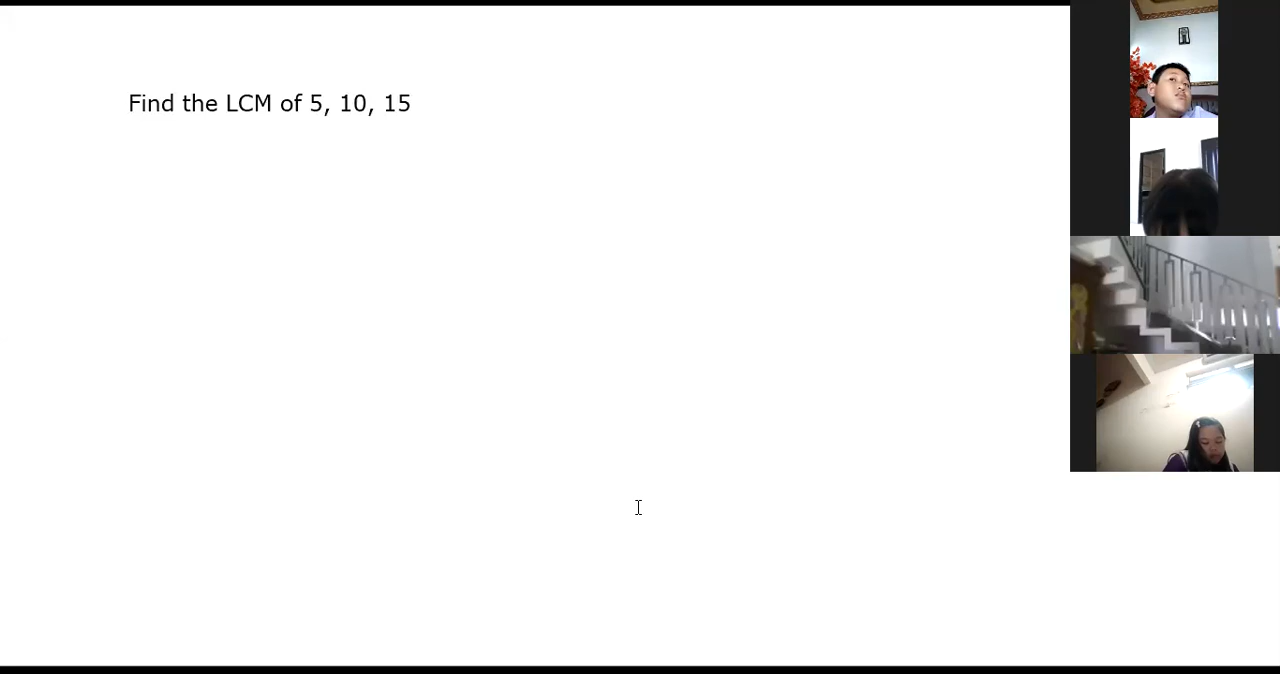 Find the LCM of 5, 10, 15